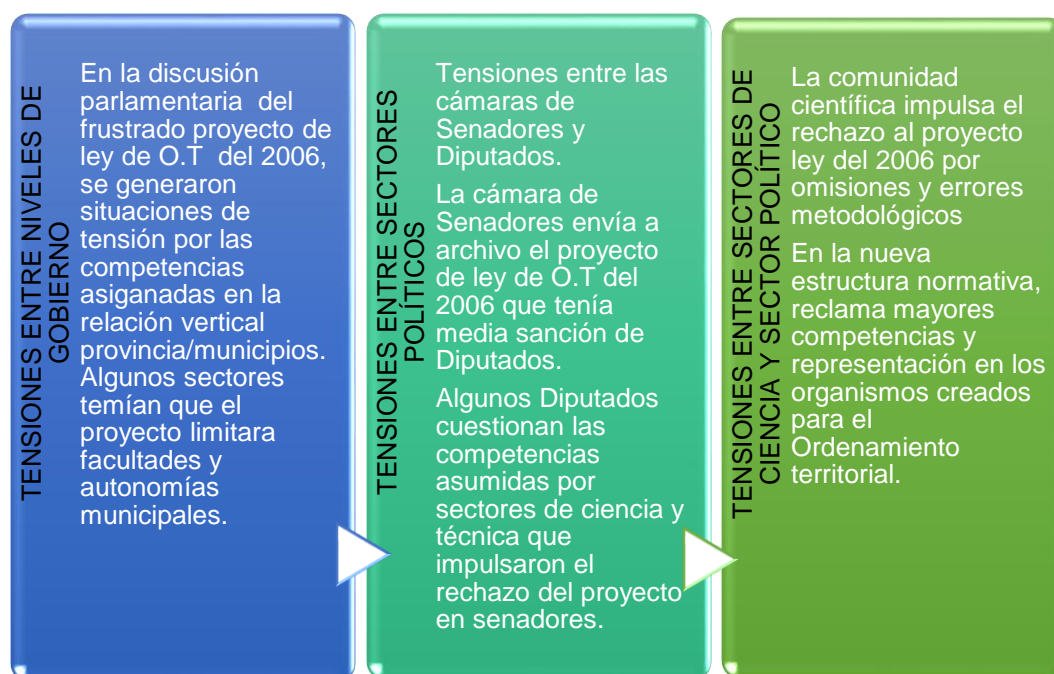 TENSIONES ENTRE NIVELES DE
GOBIERNO
En la discusión
parlamentaria del
frustrado proyecto de
ley de O.T del 2006,
se generaron
situaciones de
tensión por las
competencias
asiganadas en la
relación vertical
provincia/municipios.
Algunos sectores
temían que el
proyecto limitara
facultades y
autonomías
municipales.
TENSIONES ENTRE SECTORES
POLÍTICOS
Tensiones entre las
cámaras de
Senadores y
Diputados.
La cámara de
Senadores envía a
archivo el proyecto
de ley de O.T del
2006 que tenía
media sanción de
Diputados.
Algunos Diputados
cuestionan las
competencias
asumidas por
sectores de ciencia y
técnica que
impulsaron el
rechazo del proyecto
en senadores.
TENSIONES ENTRE SECTORES DE
CIENCIA Y SECTOR POLÍTICO
La comunidad
científica impulsa el
rechazo al proyecto
ley del 2006 por
omisiones y errores
metodológicos
En la nueva
estructura normativa,
reclama mayores
competencias y
representación en los
organismos creados
para el
Ordenamiento
territorial.